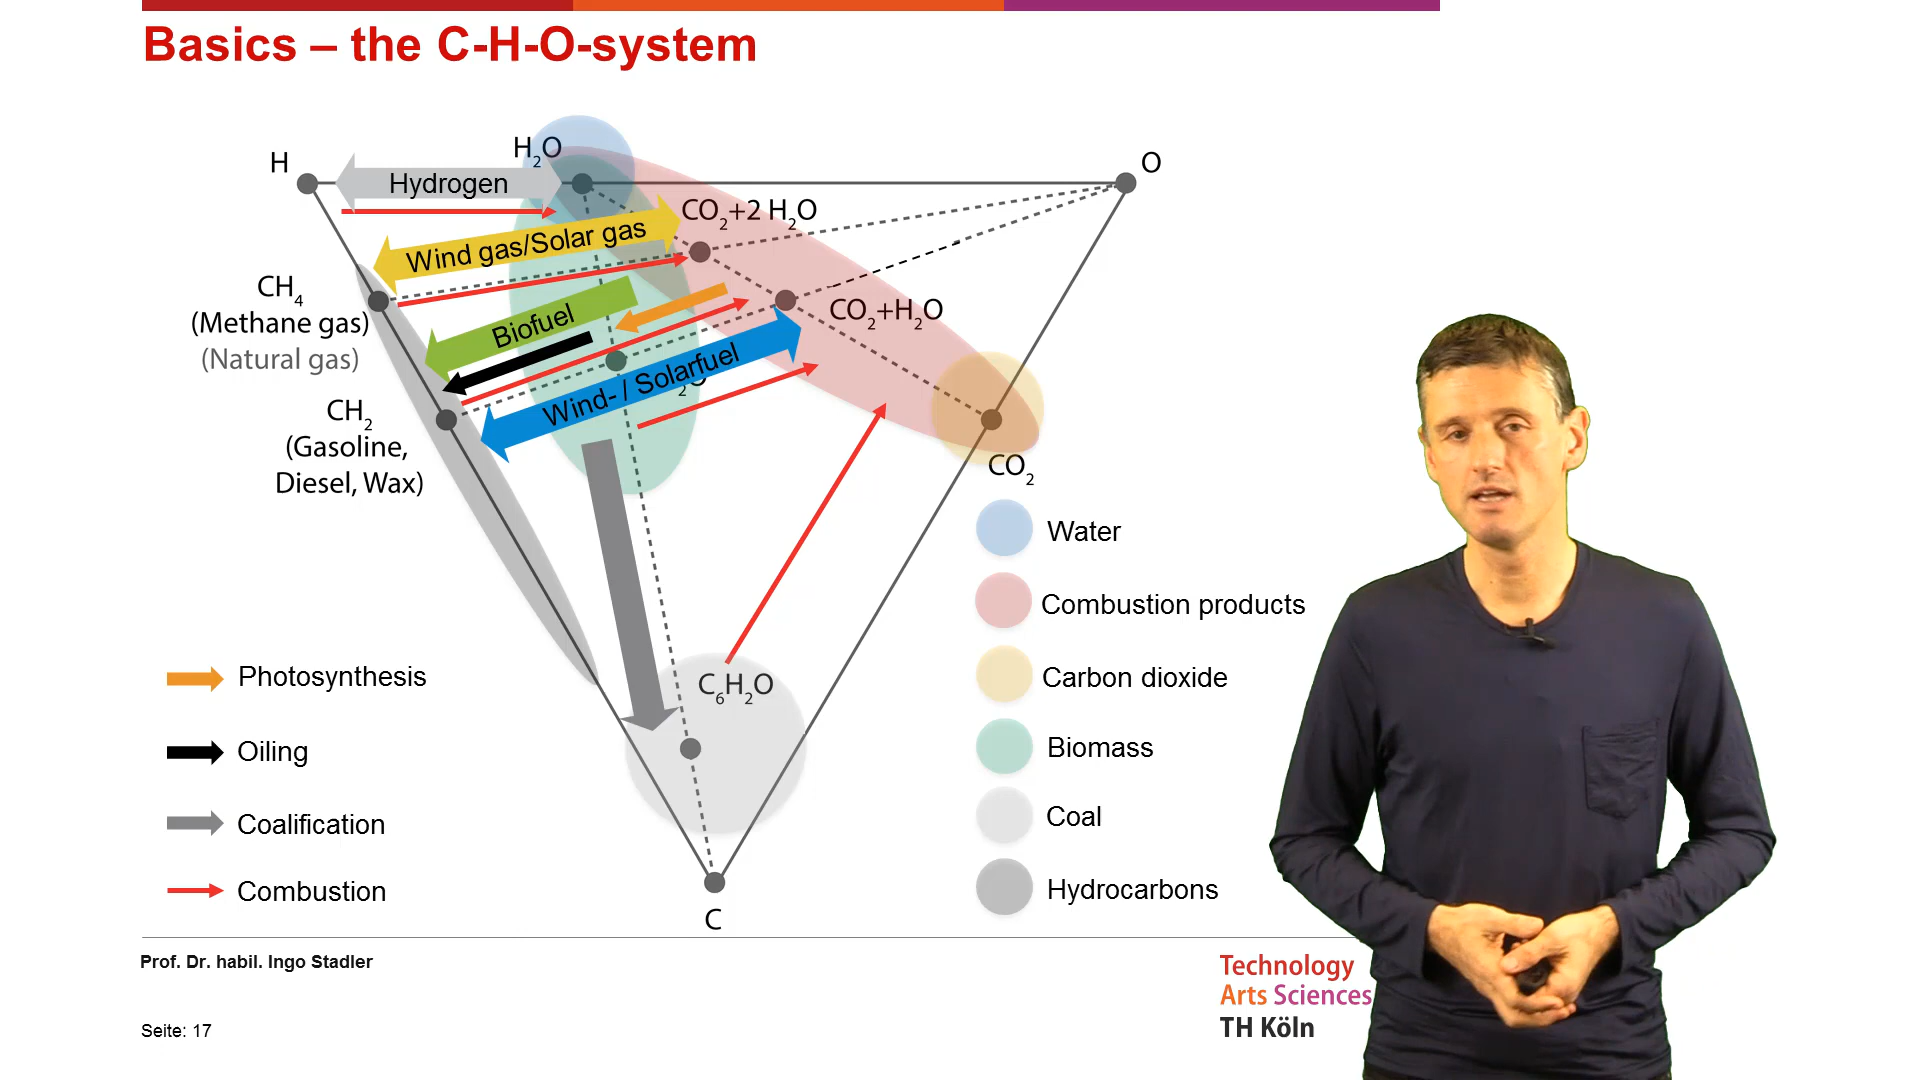 Basics – the C-H-O-system
H
H₂O
O
Hydrogen
CO₂+2 H₂O
Wind gas/Solar gas
CH₄
(Methane gas)
(Natural gas)
Biofuel
CO₂+H₂O
Wind- / Solarfuel
CH₂
(Gasoline,
Diesel, Wax)
CO₂
C₆H₂O
C
Photosynthesis
Oiling
Coalification
Combustion
Water
Combustion products
Carbon dioxide
Biomass
Coal
Hydrocarbons
Prof. Dr. habil. Ingo Stadler
Seite: 17
Technology
Arts Sciences
TH Köln